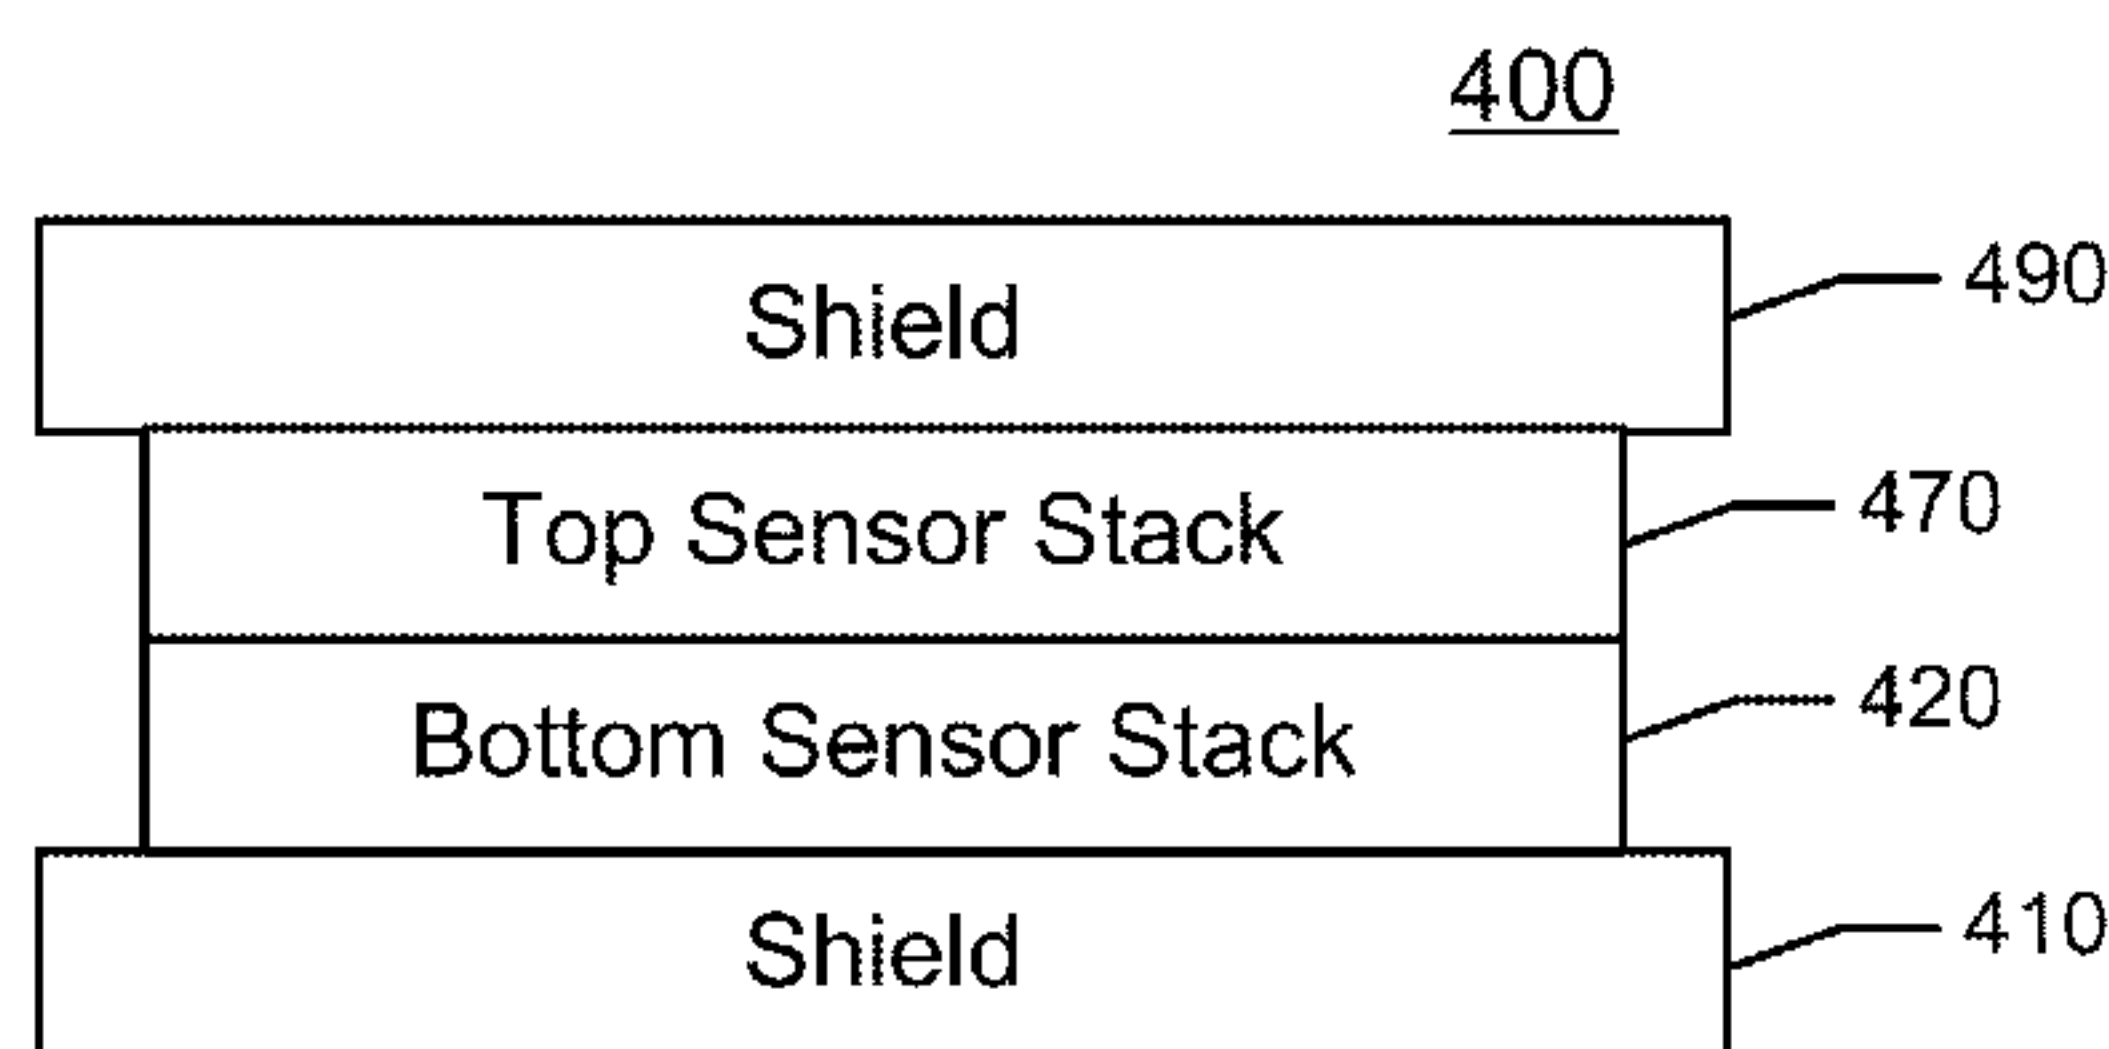 400
Shield
490
Top Sensor Stack
470
Bottom Sensor Stack
420
Shield
410